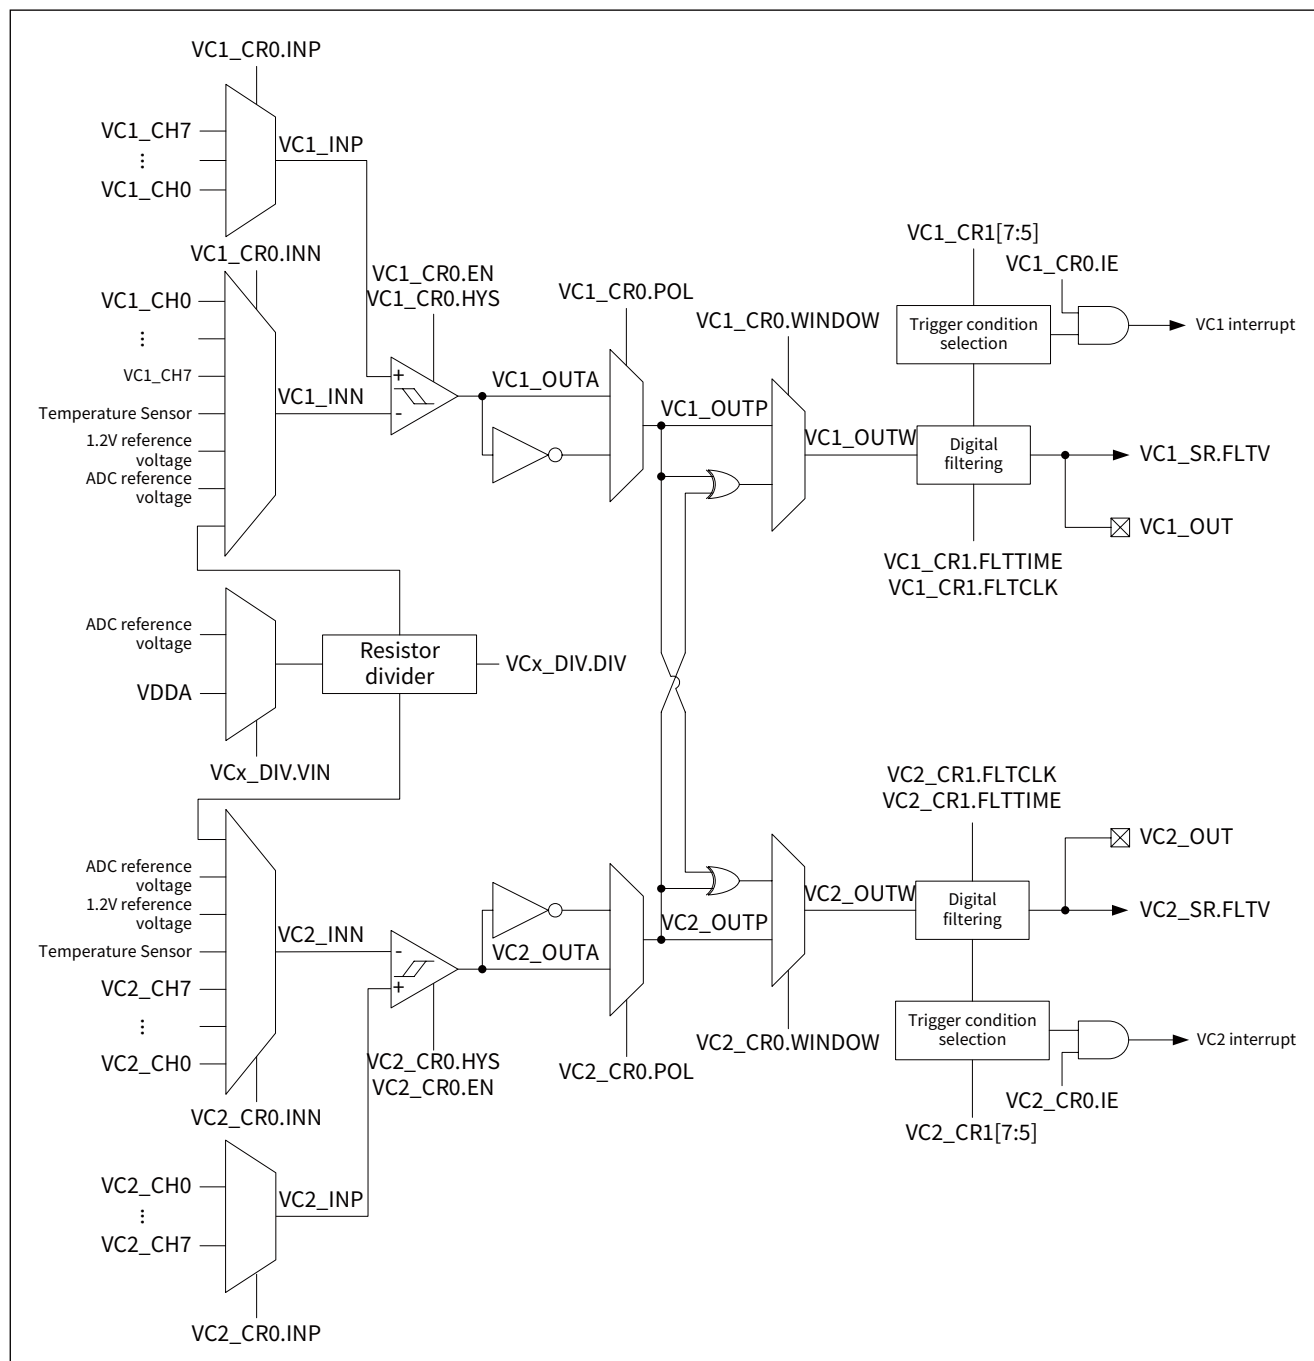 VC1_CR0.INP
VC1_CH7
⋮
VC1_CH0
VC1_INP
VC1_CR0.INN
VC1_CH0
⋮
VC1_CH7
Temperature Sensor
1.2V reference
voltage
ADC reference
voltage
VC1_INN
VC1_CR0.EN
VC1_CR0.HYS
+
-
VC1_OUTA
VC1_CR0.POL
VC1_OUTP
VC1_CR0.WINDOW
VC1_OUTW
VC1_CR1[7:5]
VC1_CR0.IE
Trigger condition
selection
VC1 interrupt
Digital
filtering
VC1_SR.FLTV
VC1_OUT
VC1_CR1.FLTTIME
VC1_CR1.FLTCLK
ADC reference
voltage
VDDA
Resistor
divider
VCx_DIV.DIV
VCx_DIV.VIN
ADC reference
voltage
1.2V reference
voltage
Temperature Sensor
VC2_CH7
⋮
VC2_CH0
VC2_INN
VC2_CR0.INN
-
+
VC2_OUTA
VC2_CR0.HYS
VC2_CR0.EN
VC2_CR0.POL
VC2_OUTP
VC2_CR0.WINDOW
VC2_OUTW
VC2_CR1.FLTCLK
VC2_CR1.FLTTIME
Digital
filtering
VC2_OUT
VC2_SR.FLTV
Trigger condition
selection
VC2 interrupt
VC2_CR0.IE
VC2_CR1[7:5]
VC2_CH0
⋮
VC2_CH7
VC2_INP
VC2_CR0.INP